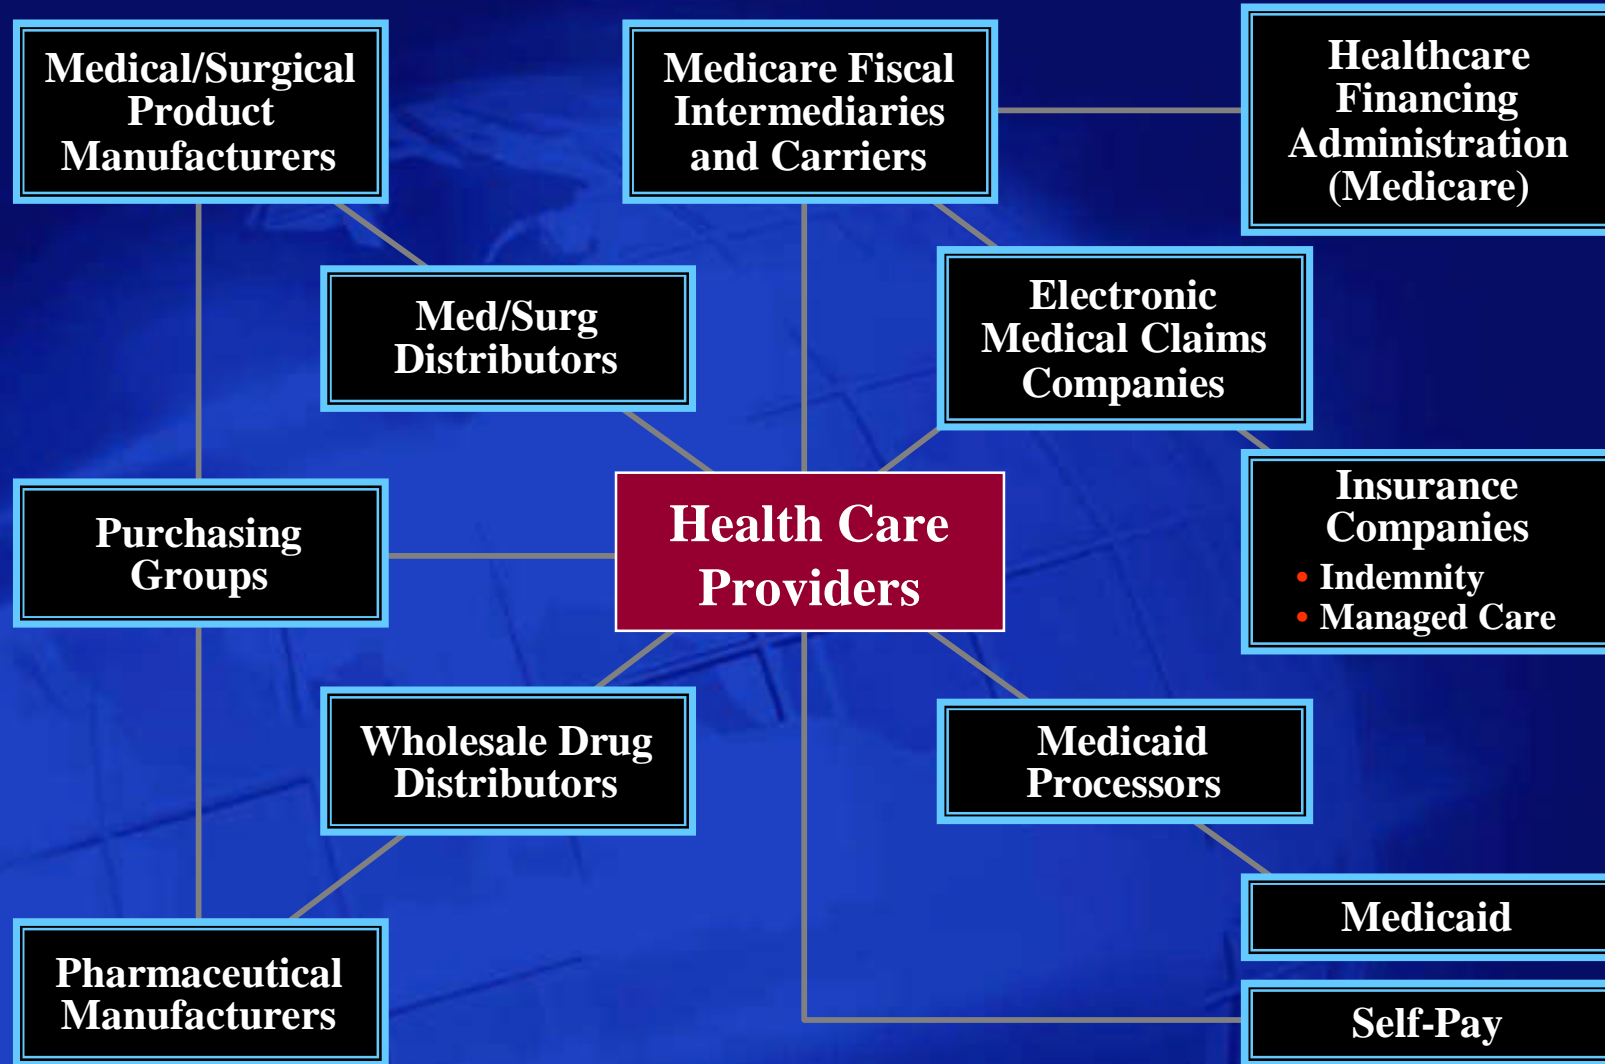 Medical/Surgical
Product
Manufacturers
Medicare Fiscal
Intermediaries
and Carriers
Healthcare
Financing
Administration
(Medicare)
Med/Surg
Distributors
Electronic
Medical Claims
Companies
Purchasing
Groups
Health Care
Providers
Insurance
Companies
• Indemnity
• Managed Care
Wholesale Drug
Distributors
Medicaid
Processors
Medicaid
Pharmaceutical
Manufacturers
Self-Pay